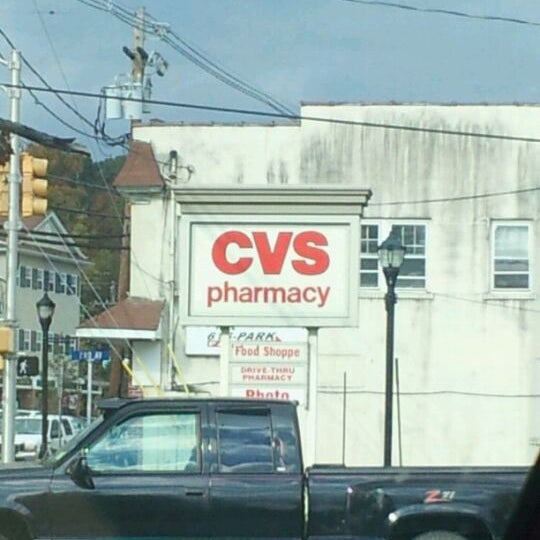 CVS
pharmacy
PARK
Food Shoppe
DRIVE-THRU
PHARMACY
Photo
Z71